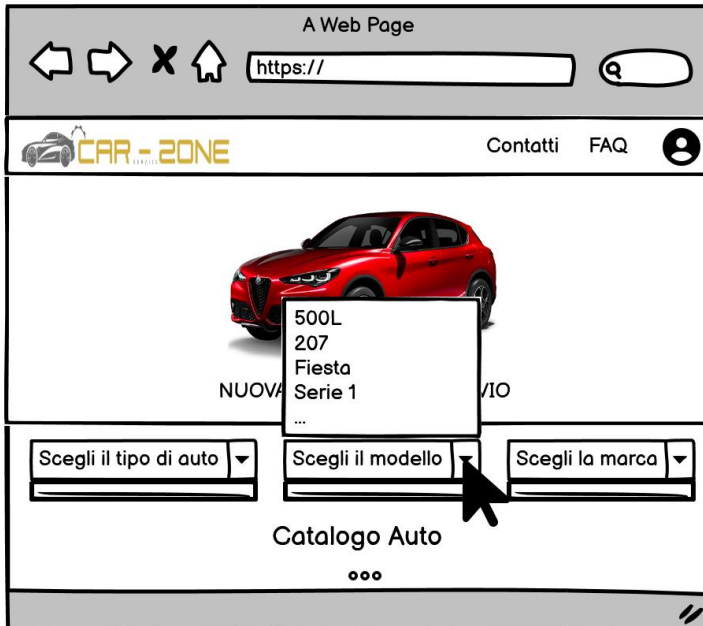 A Web Page
https://
CAR - ZONE
SERVICE
Contatti
FAQ
500L
207
Fiesta
Serie 1
...
NUOVA VIO
Scegli il tipo di auto
Scegli il modello
Scegli la marca
Catalogo Auto